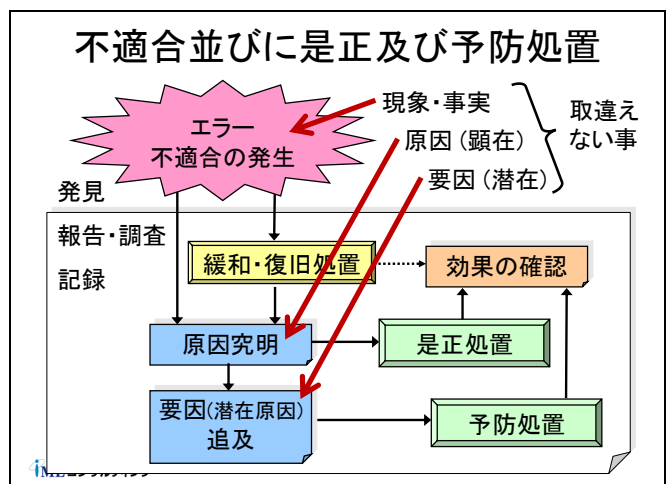 不適合並びに是正及び予防処置
エラー
不適合の発生
現象・事実
原因(顕在)
要因(潜在)
取違え
ない事
発見
報告・調査
記録
緩和・復旧処置
効果の確認
原因究明
是正処置
要因(潜在原因)
追及
予防処置